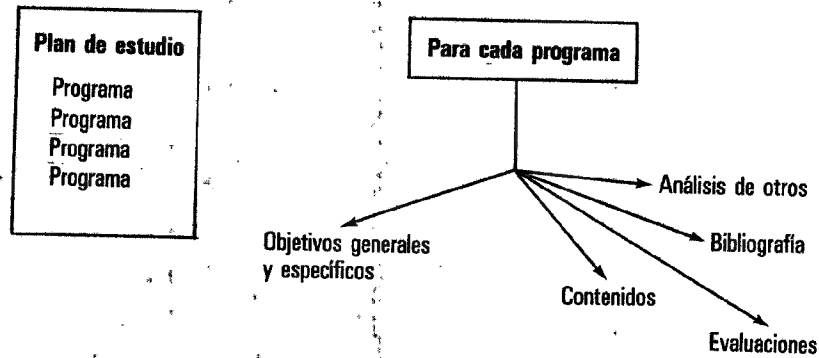 Plan de estudio
Programa
Programa
Programa
Programa
Para cada programa
Análisis de otros
Bibliografía
Objetivos generales
y específicos
Contenidos
Evaluaciones